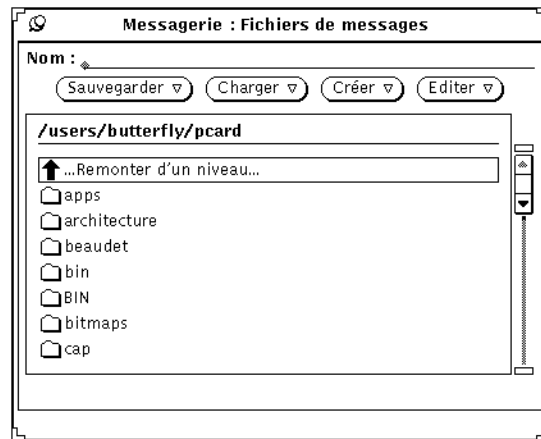 Messagerie : Fichiers de messages
Nom :
Sauvegarder Charger Créer Editer
/users/butterfly/pcard
...Remonter d'un niveau...
apps
architecture
beaudet
bin
BIN
bitmaps
cap